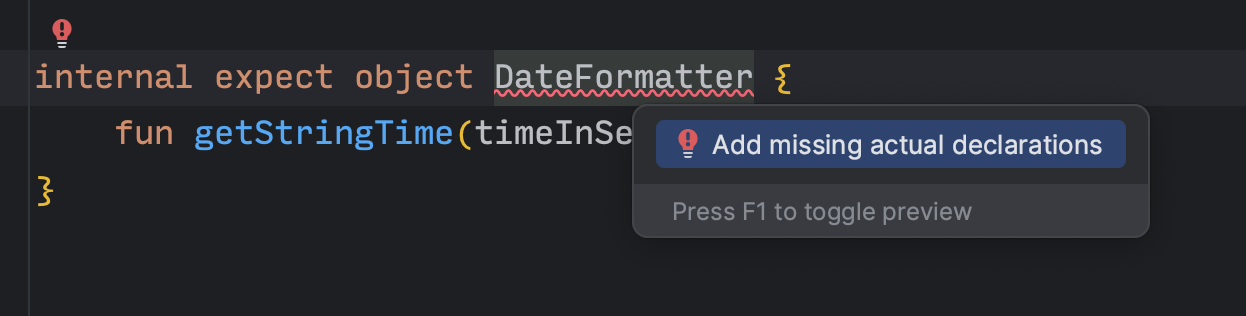 internal expect object DateFormatter {
fun getStringTime(timeInSe
Add missing actual declarations
}
Press F1 to toggle preview